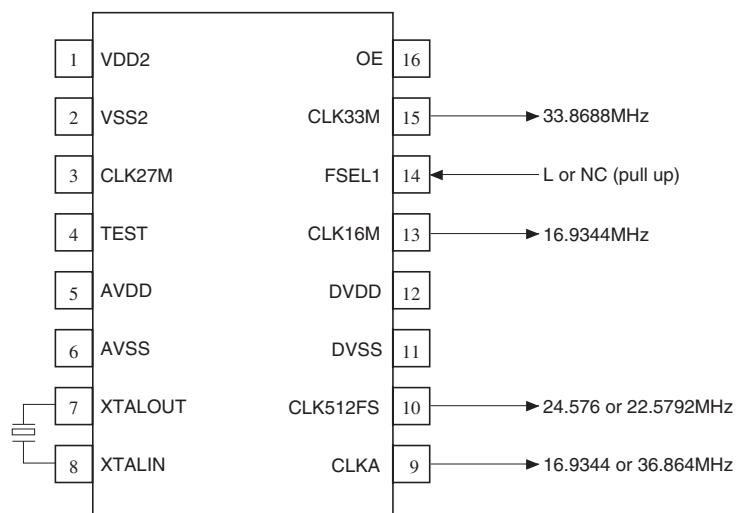 1 VDD2 OE 16
2 VSS2 CLK33M 15 33.8688MHz
3 CLK27M FSEL1 14 L or NC (pull up)
4 TEST CLK16M 13 16.9344MHz
5 AVDD DVDD 12
6 AVSS DVSS 11
7 XTALOUT CLK512FS 10 24.576 or 22.5792MHz
8 XTALIN CLKA 9 16.9344 or 36.864MHz